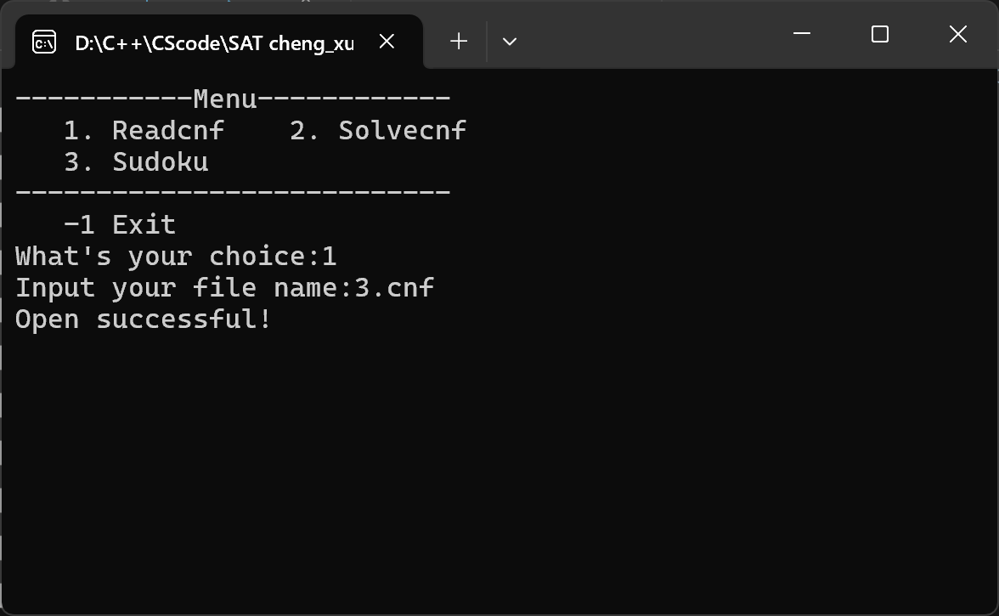 D:\C++\CScode\SAT cheng_xu
-----------Menu------------
   1. Readcnf    2. Solvecnf
   3. Sudoku
---------------------------
   -1 Exit
What's your choice:1
Input your file name:3.cnf
Open successful!